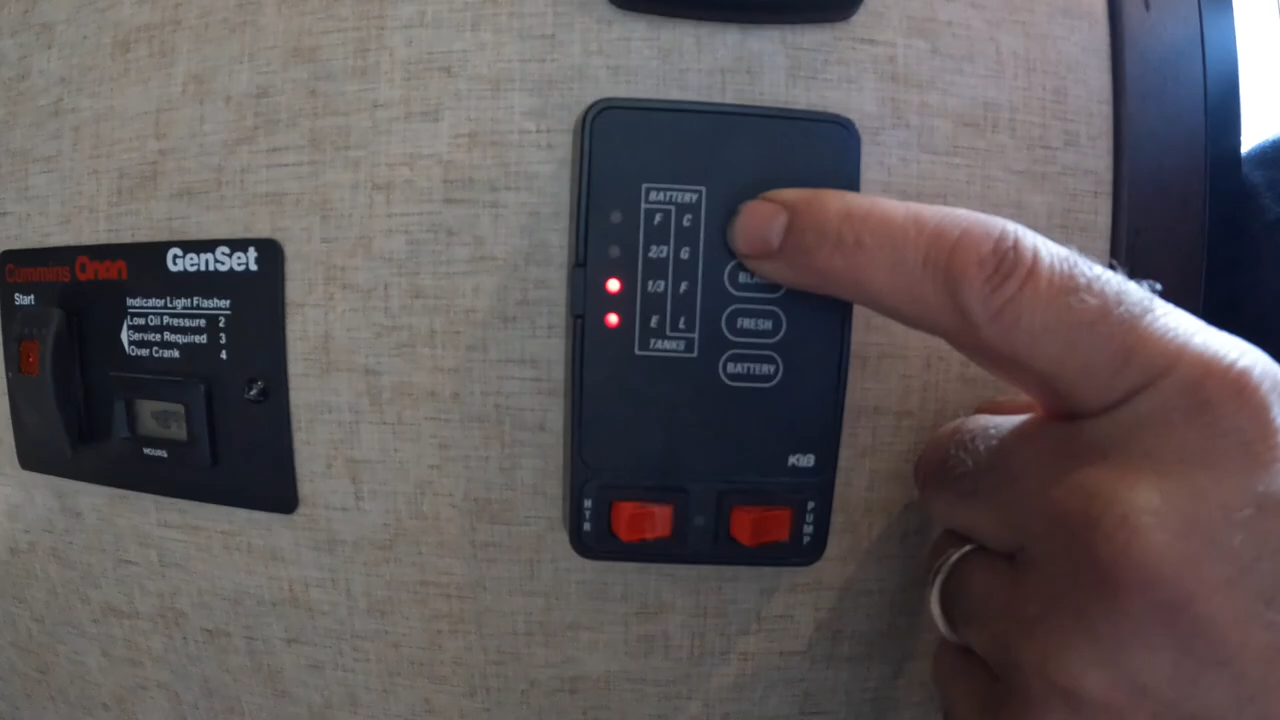 Cummins Onan
GenSet
Start
Indicator Light Flasher
Low Oil Pressure 2
Service Required 3
Over Crank 4
HOURS
BATTERY
F C
2/3 G
1/3 F
E L
TANKS
FRESH
BATTERY
KIB
HTR
PUMP